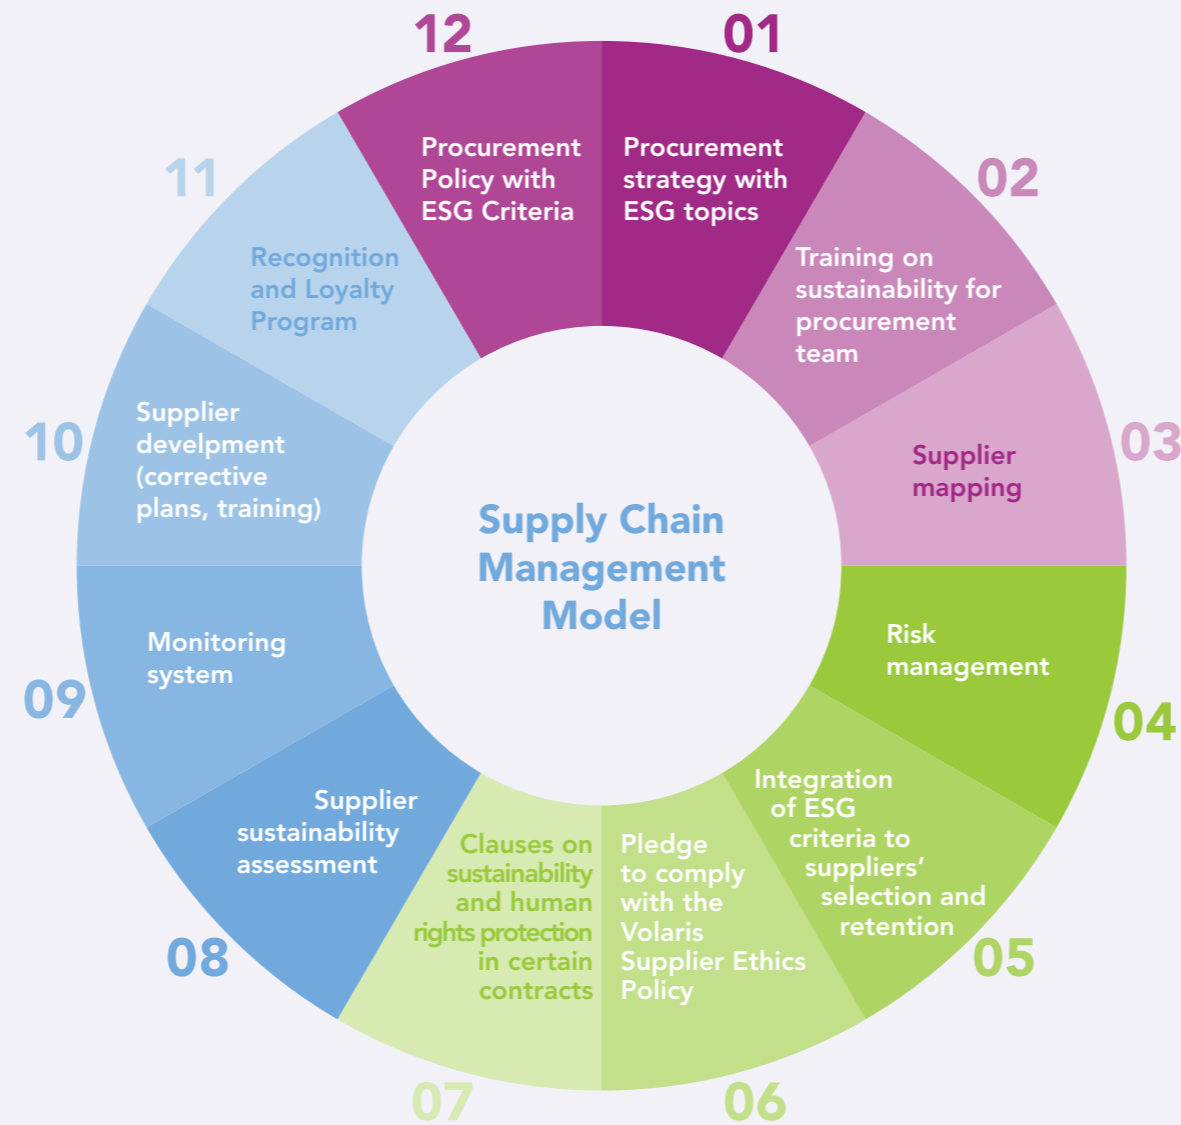 Supply Chain
Management
Model
01
Procurement
strategy with
ESG topics
02
Training on
sustainability for
procurement
team
03
Supplier
mapping
04
Risk
management
05
Integration
of ESG
criteria to
suppliers’
selection and
retention
06
Pledge
to comply
with the
Volaris
Supplier Ethics
Policy
07
Clauses on
sustainability
and human
rights protection
in certain
contracts
08
Supplier
sustainability
assessment
09
Monitoring
system
10
Supplier
develpment
(corrective
plans, training)
11
Recognition
and Loyalty
Program
12
Procurement
Policy with
ESG Criteria